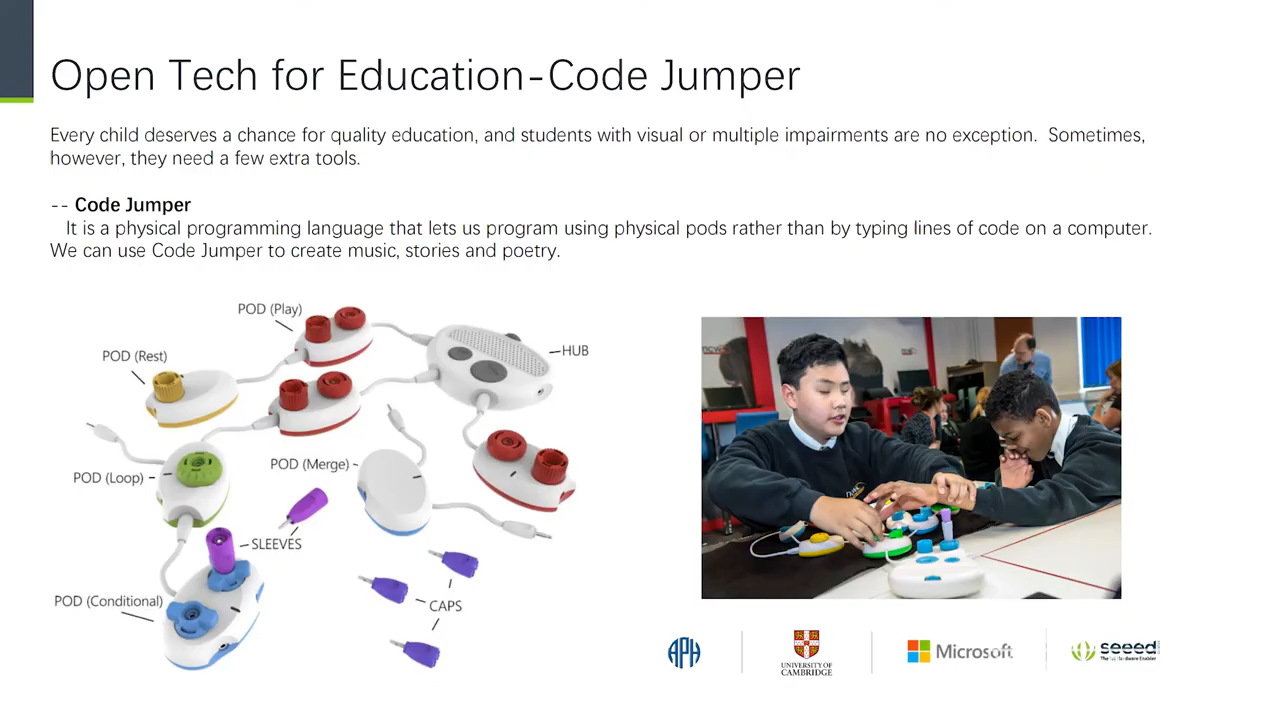 Open Tech for Education-Code Jumper
Every child deserves a chance for quality education, and students with visual or multiple impairments are no exception. Sometimes,
however, they need a few extra tools.
-- Code Jumper
It is a physical programming language that lets us program using physical pods rather than by typing lines of code on a computer.
We can use Code Jumper to create music, stories and poetry.
POD (Play)
HUB
POD (Rest)
POD (Merge)
POD (Loop)
SLEEVES
POD (Conditional)
CAPS
APH
UNIVERSITY OF
CAMBRIDGE
Microsoft
seeed